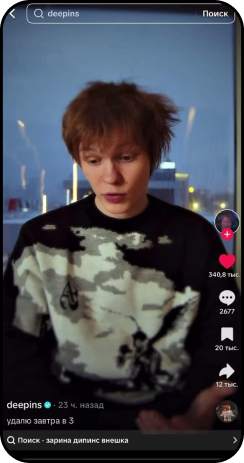 deepins Поиск
340,8 тыс.
2677
20 тыс.
12 тыс.
deepins · 23 ч. назад
удалю завтра в 3
Поиск · зарина дипинс внешка